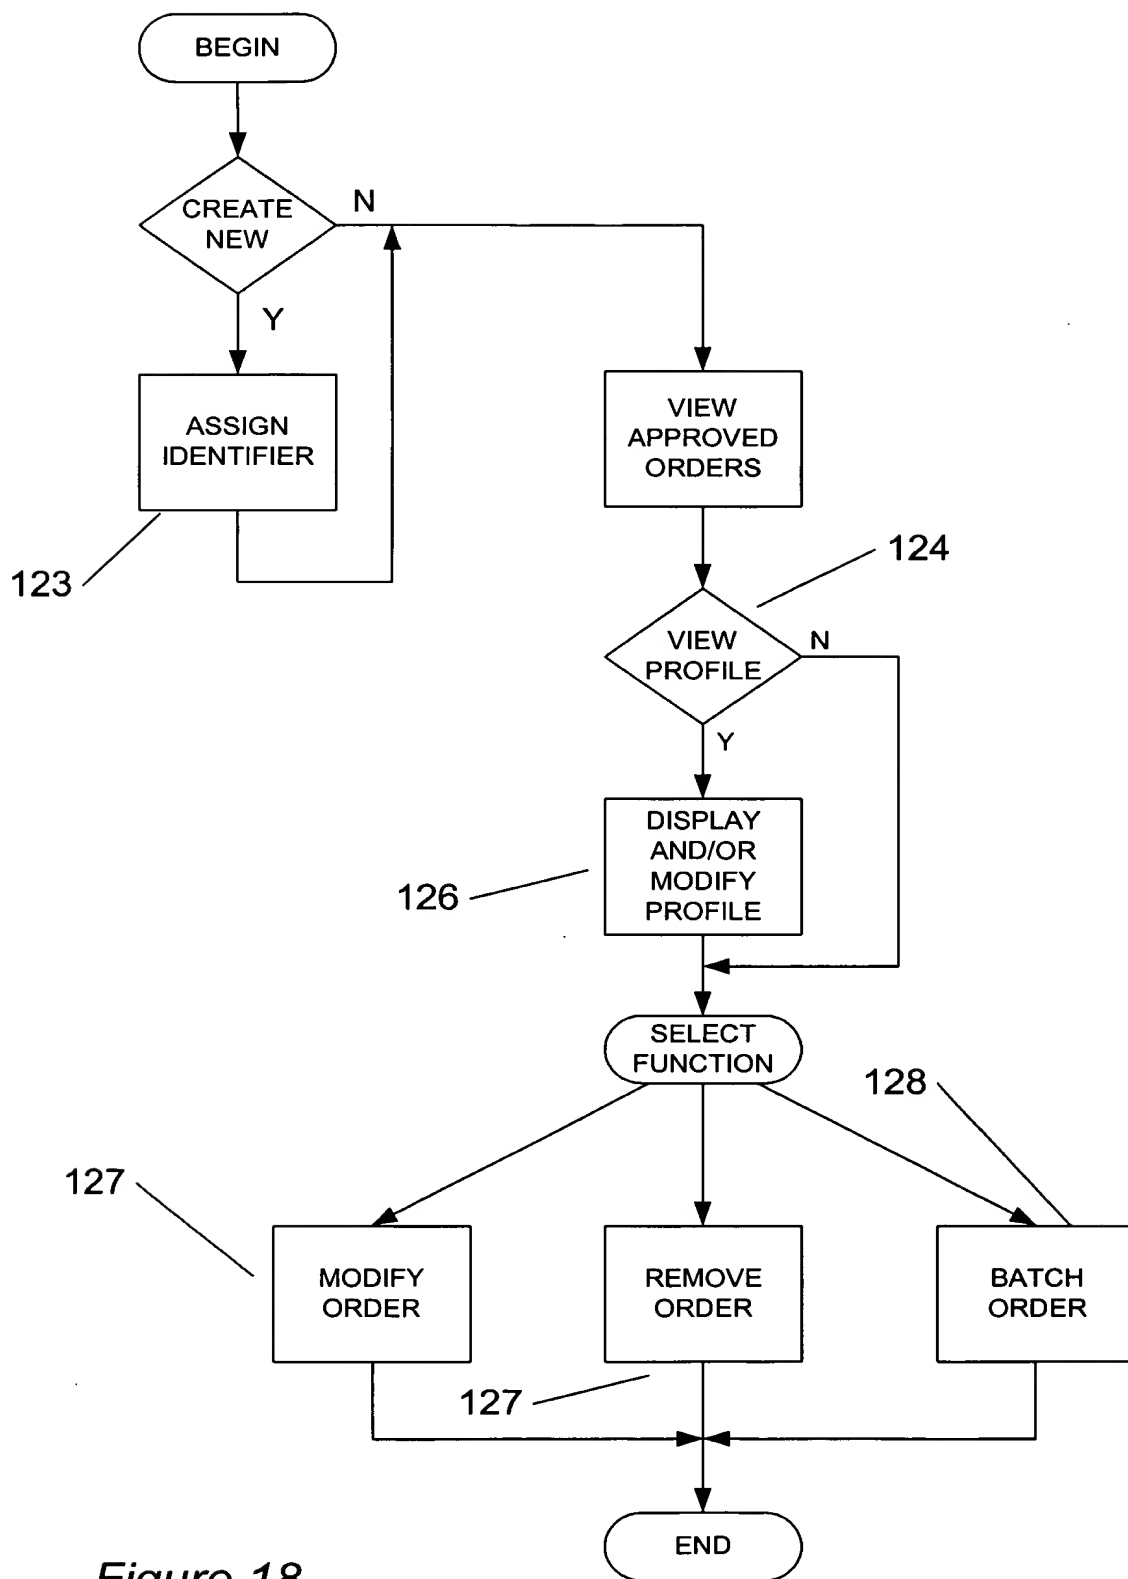 BEGIN
CREATE
NEW
N
Y
ASSIGN
IDENTIFIER
123
VIEW
APPROVED
ORDERS
124
VIEW
PROFILE
N
Y
DISPLAY
AND/OR
MODIFY
PROFILE
126
SELECT
FUNCTION
128
127
MODIFY
ORDER
REMOVE
ORDER
BATCH
ORDER
127
END
Figure 18